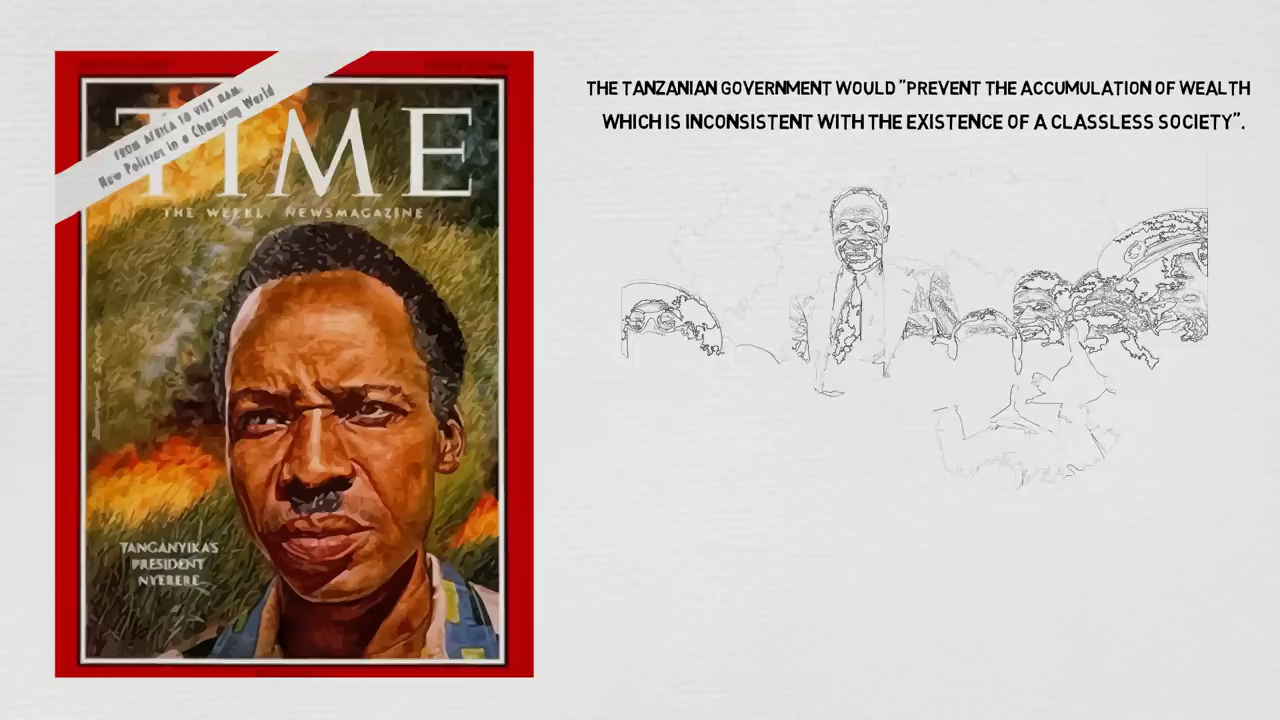 FROM AFRICA TO VIET NAM:
New Policies in a Changing World
TIME
THE WEEKLY NEWSMAGAZINE
TANGANYIKA'S
PRESIDENT
NYERERE
THE TANZANIAN GOVERNMENT WOULD "PREVENT THE ACCUMULATION OF WEALTH
WHICH IS INCONSISTENT WITH THE EXISTENCE OF A CLASSLESS SOCIETY".